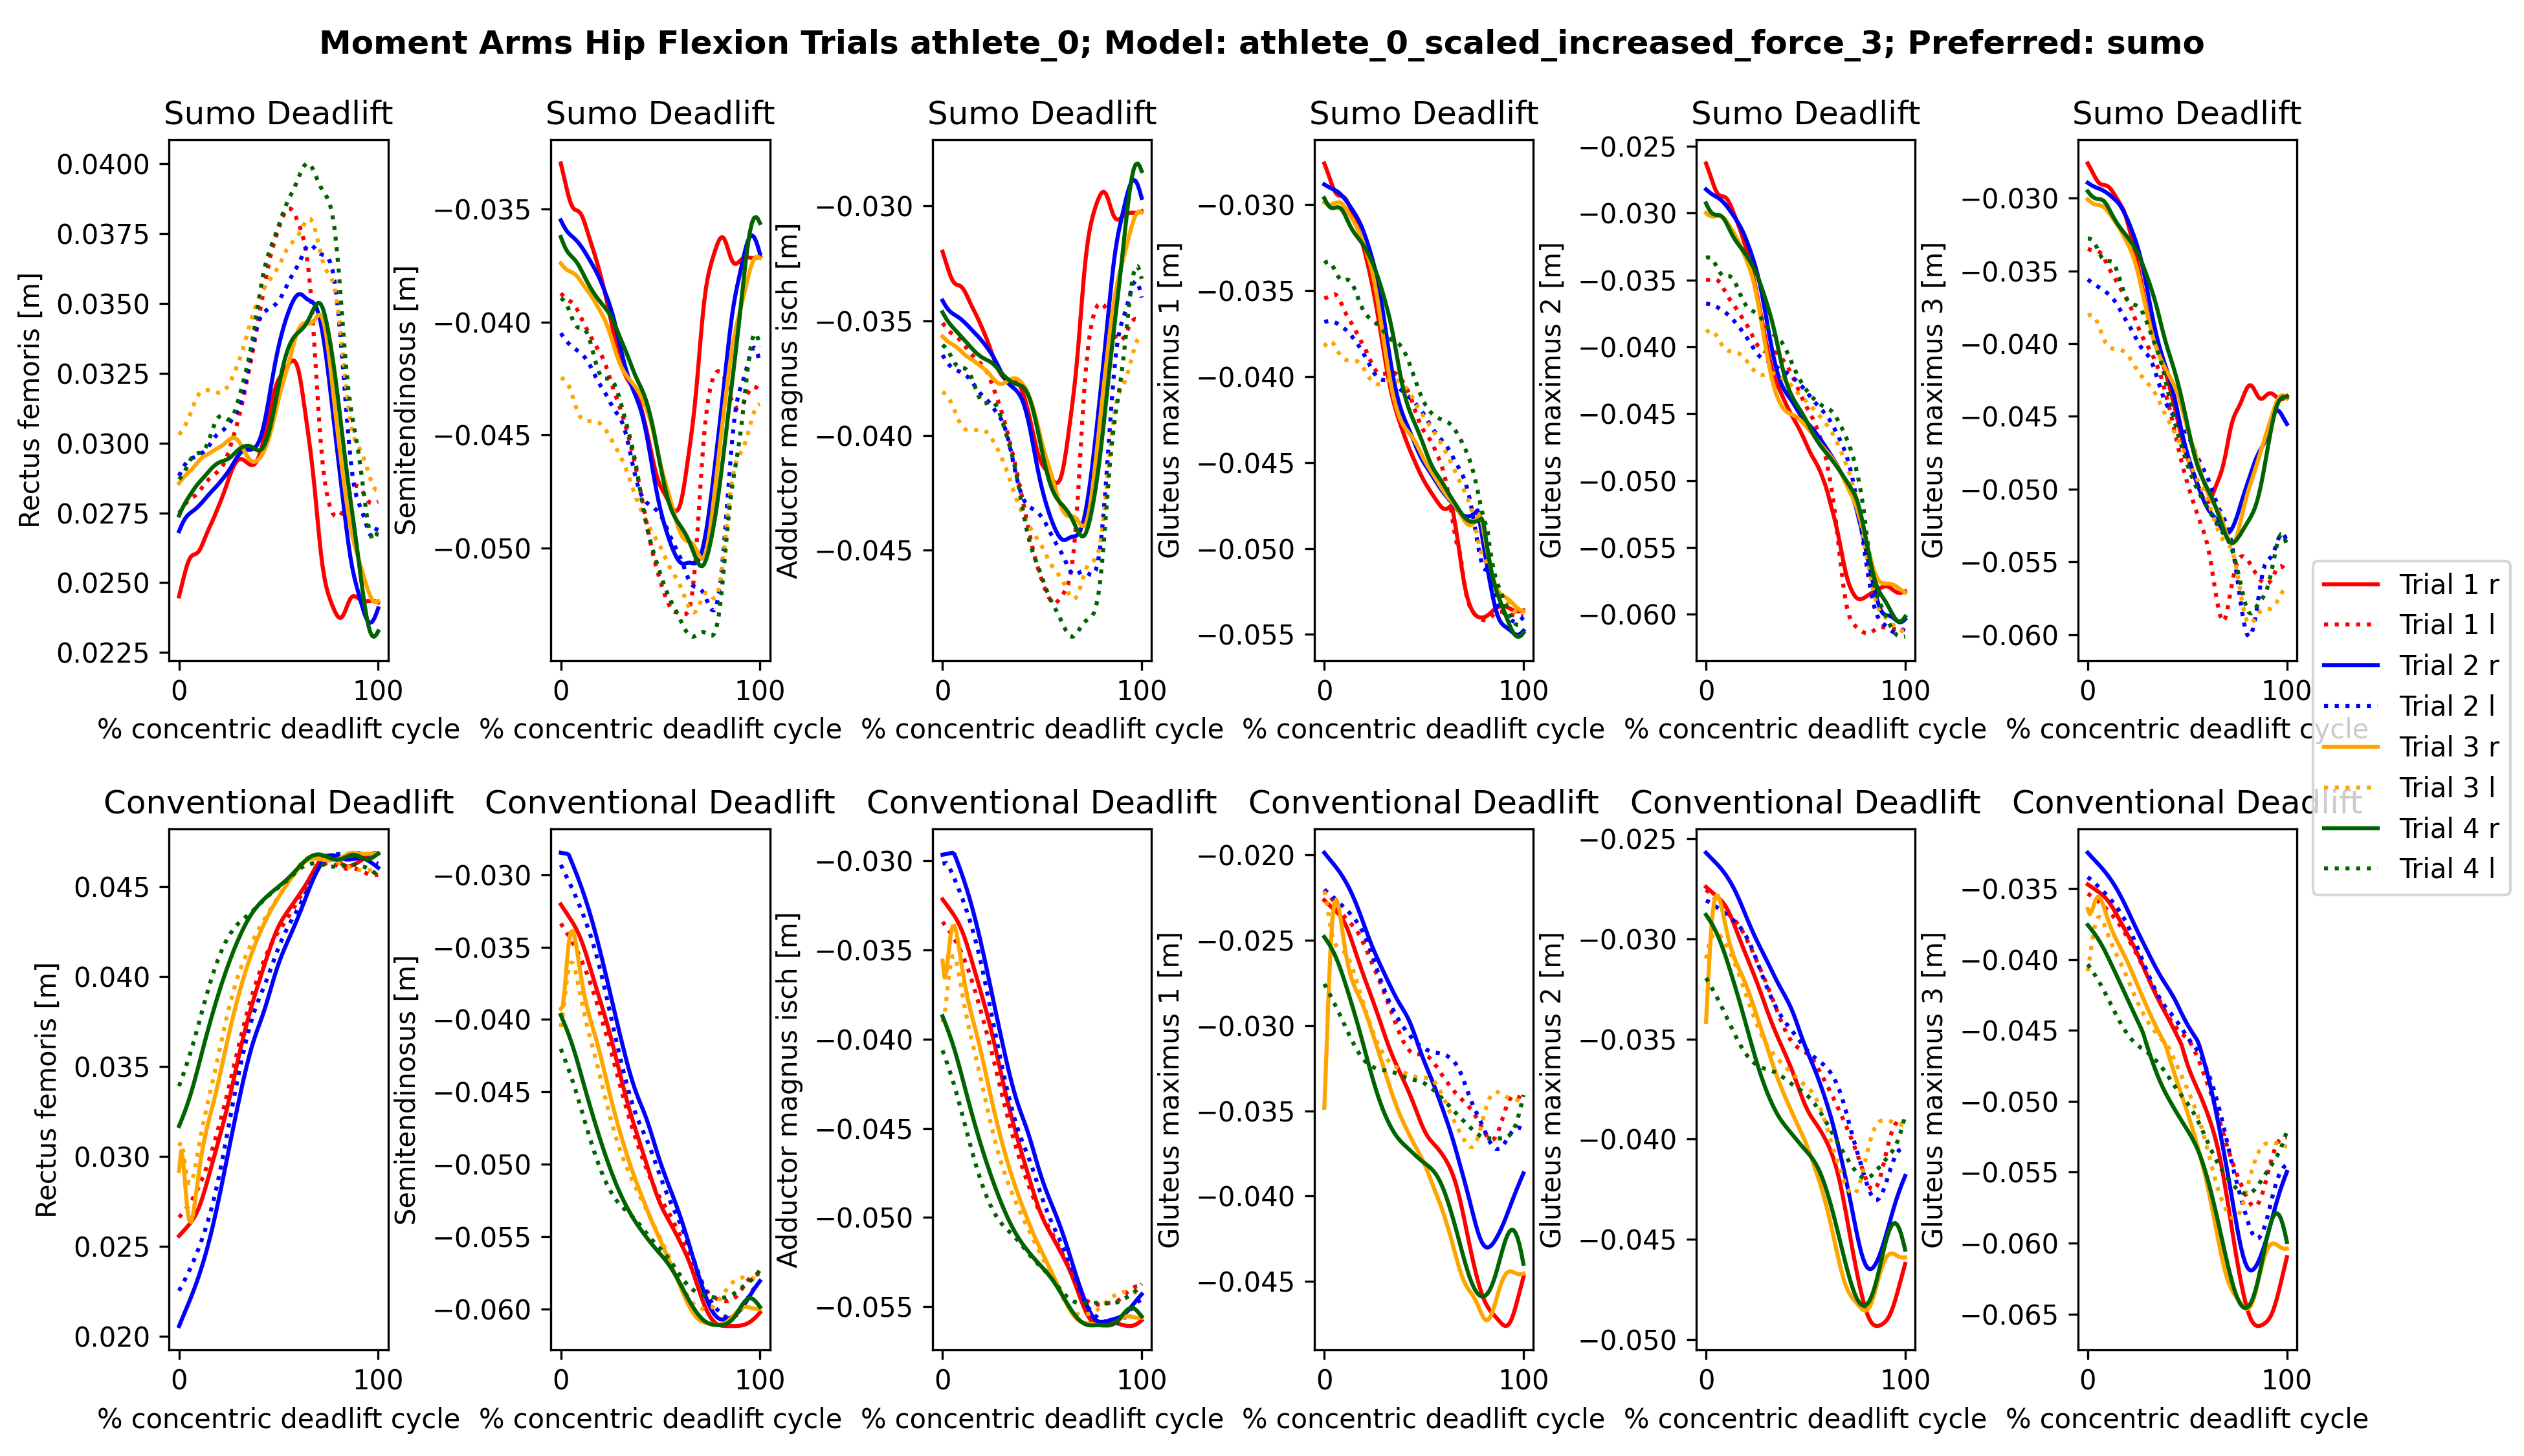 Moment Arms Hip Flexion Trials athlete_0; Model: athlete_0_scaled_increased_force_3; Preferred: sumo
Sumo Deadlift
Rectus femoris [m]
0.0400
0.0375
0.0350
0.0325
0.0300
0.0275
0.0250
0.0225
0 100
% concentric deadlift cycle
Sumo Deadlift
Semitendinosus [m]
−0.035
−0.040
−0.045
−0.050
0 100
% concentric deadlift cycle
Sumo Deadlift
Adductor magnus isch [m]
−0.030
−0.035
−0.040
−0.045
0 100
% concentric deadlift cycle
Sumo Deadlift
Gluteus maximus 1 [m]
−0.030
−0.035
−0.040
−0.045
−0.050
−0.055
0 100
% concentric deadlift cycle
Sumo Deadlift
Gluteus maximus 2 [m]
−0.025
−0.030
−0.035
−0.040
−0.045
−0.050
−0.055
−0.060
0 100
% concentric deadlift cycle
Sumo Deadlift
Gluteus maximus 3 [m]
−0.030
−0.035
−0.040
−0.045
−0.050
−0.055
−0.060
0 100
% concentric deadlift cycle
Trial 1 r
Trial 1 l
Trial 2 r
Trial 2 l
Trial 3 r
Trial 3 l
Trial 4 r
Trial 4 l
Conventional Deadlift
Rectus femoris [m]
0.045
0.040
0.035
0.030
0.025
0.020
0 100
% concentric deadlift cycle
Conventional Deadlift
Semitendinosus [m]
−0.030
−0.035
−0.040
−0.045
−0.050
−0.055
−0.060
0 100
% concentric deadlift cycle
Conventional Deadlift
Adductor magnus isch [m]
−0.030
−0.035
−0.040
−0.045
−0.050
−0.055
0 100
% concentric deadlift cycle
Conventional Deadlift
Gluteus maximus 1 [m]
−0.020
−0.025
−0.030
−0.035
−0.040
−0.045
0 100
% concentric deadlift cycle
Conventional Deadlift
Gluteus maximus 2 [m]
−0.025
−0.030
−0.035
−0.040
−0.045
−0.050
0 100
% concentric deadlift cycle
Conventional Deadlift
Gluteus maximus 3 [m]
−0.035
−0.040
−0.045
−0.050
−0.055
−0.060
−0.065
0 100
% concentric deadlift cycle